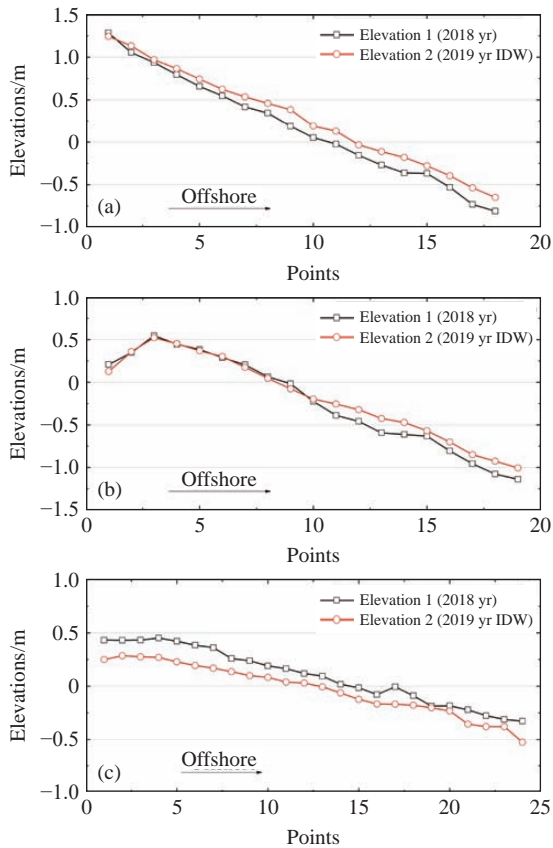 1.5
1.0
0.5
0
−0.5
−1.0
Elevations/m
Elevation 1 (2018 yr)
Elevation 2 (2019 yr IDW)
Offshore
(a)
0 5 10 15 20
Points
1.0
0.5
0
−0.5
−1.0
−1.5
Elevations/m
Elevation 1 (2018 yr)
Elevation 2 (2019 yr IDW)
Offshore
(b)
0 5 10 15 20
Points
1.0
0.5
0
−0.5
−1.0
Elevations/m
Elevation 1 (2018 yr)
Elevation 2 (2019 yr IDW)
Offshore
(c)
0 5 10 15 20 25
Points